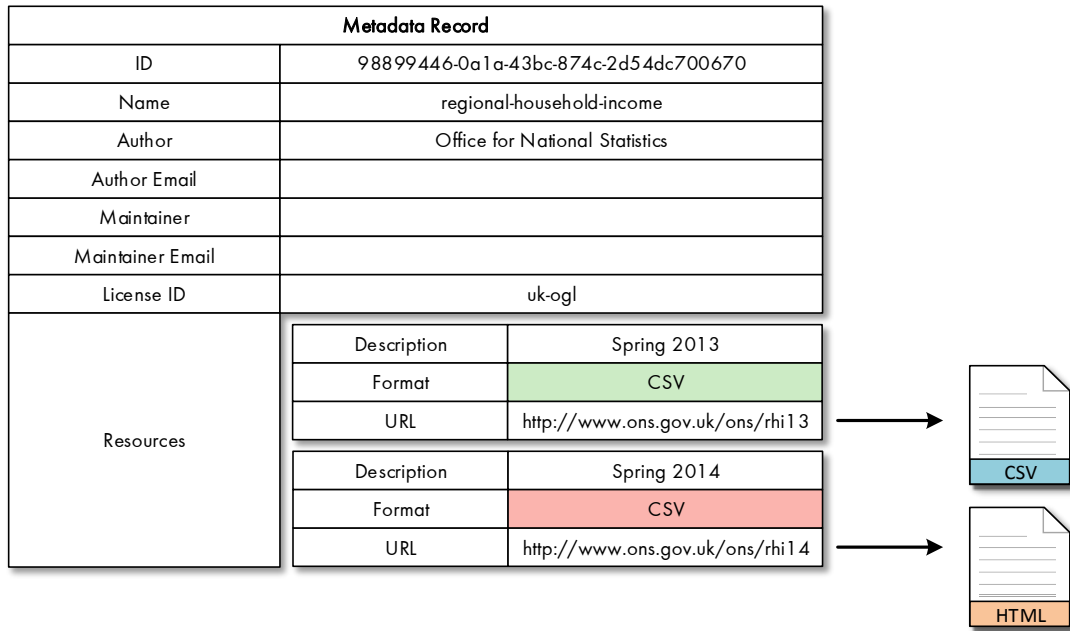 Metadata Record
ID 98899446-0a1a-43bc-874c-2d54dc700670
Name regional-household-income
Author Office for National Statistics
Author Email
Maintainer
Maintainer Email
License ID uk-ogl
Resources
Description Spring 2013
Format CSV
URL http://www.ons.gov.uk/ons/rhi13
CSV
Description Spring 2014
Format CSV
URL http://www.ons.gov.uk/ons/rhi14
HTML